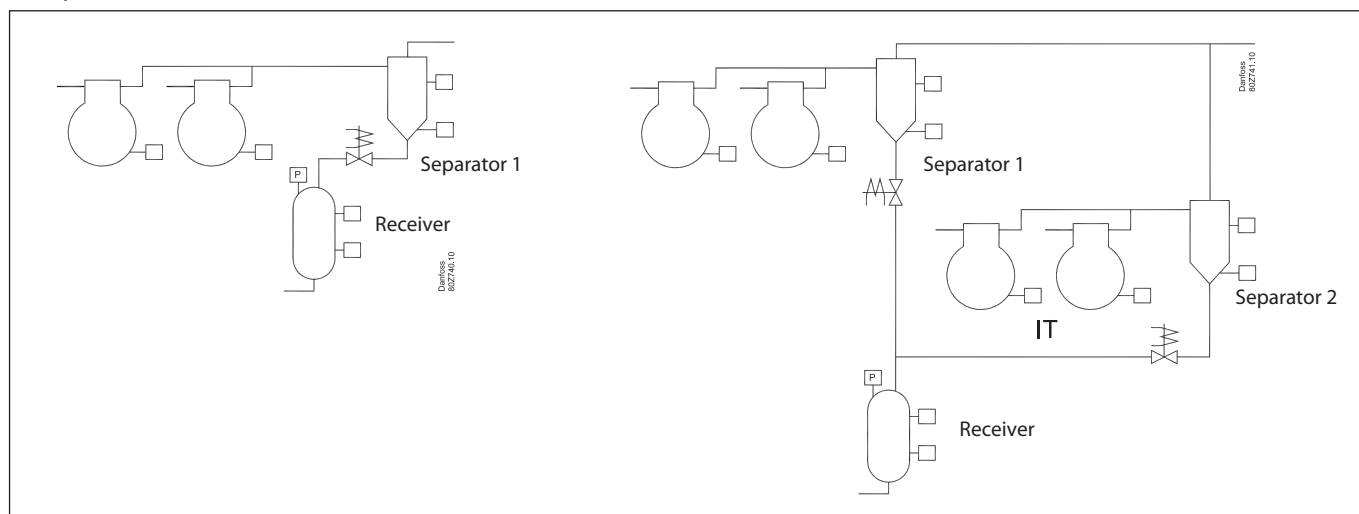 Separator 1
P
Receiver
Danfoss
80Z740.10
Danfoss
80Z741.10
Separator 1
Separator 2
IT
P
Receiver